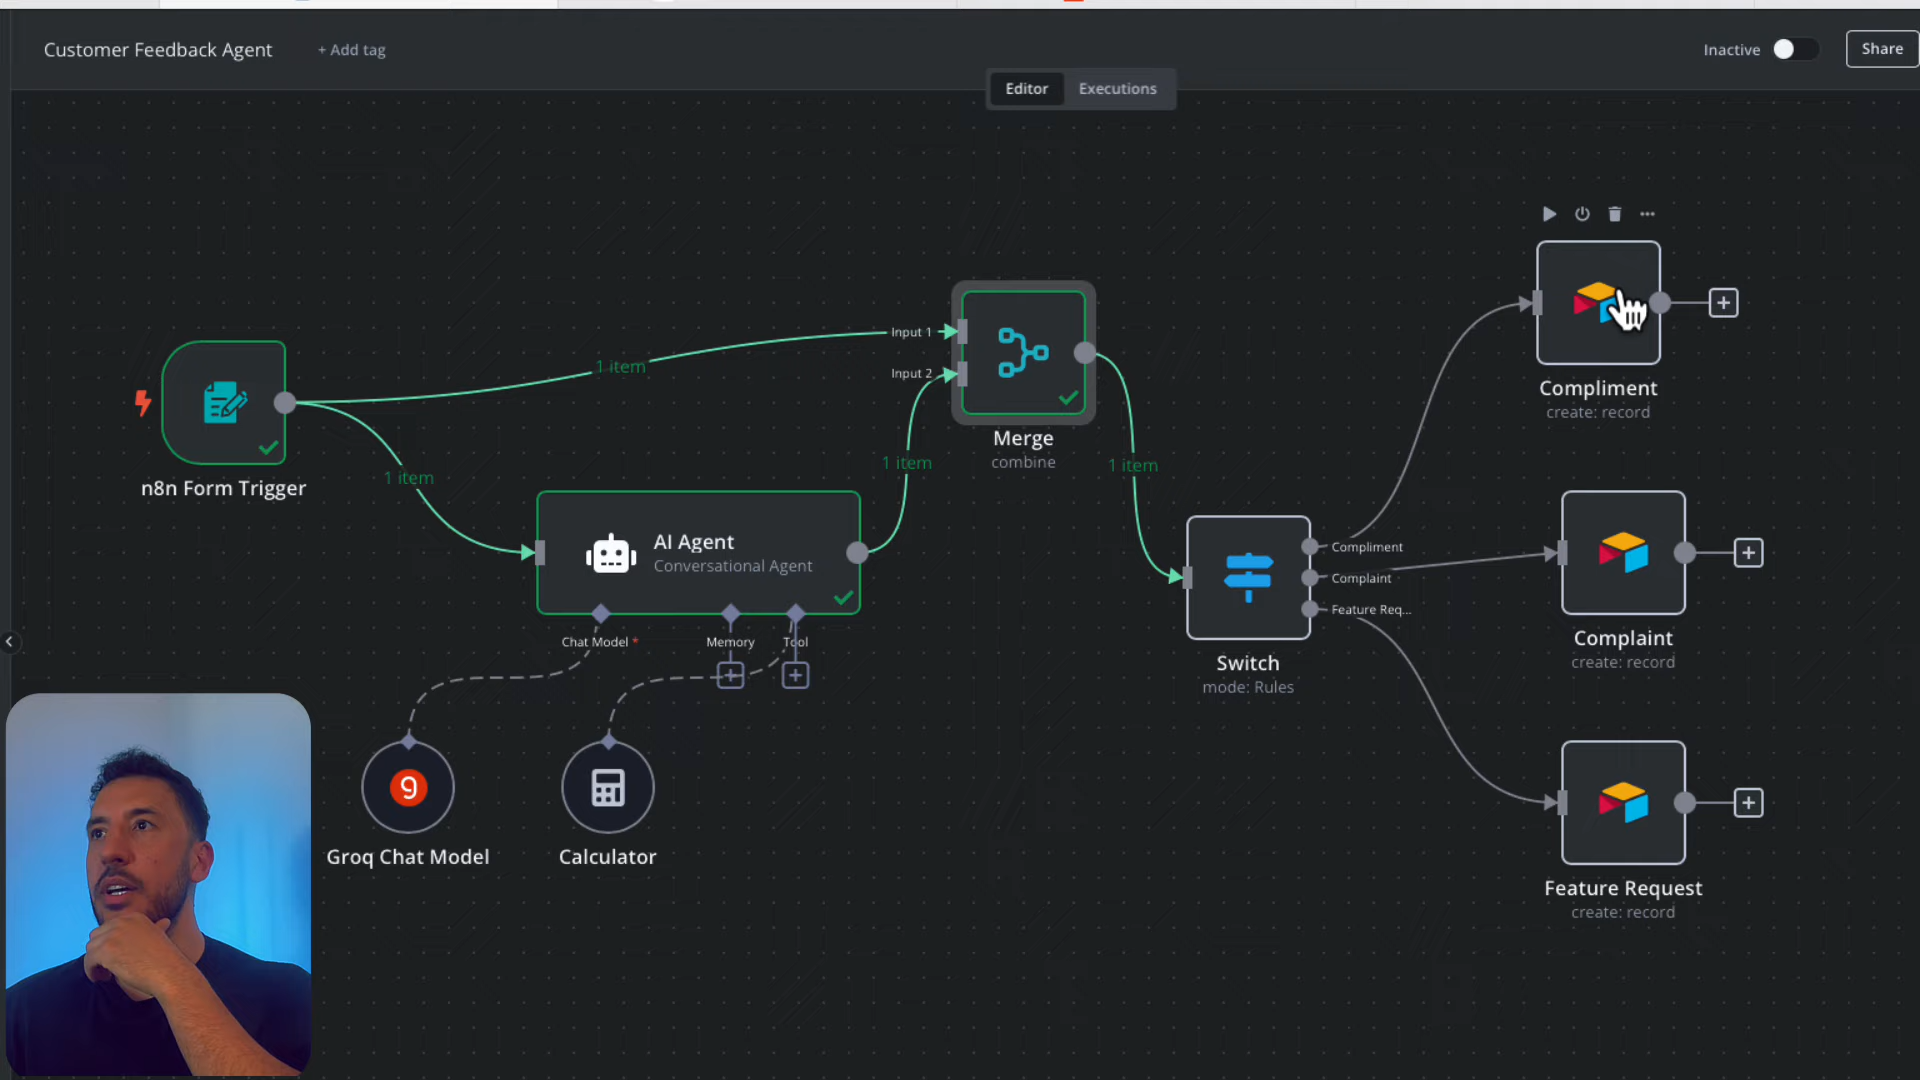 Customer Feedback Agent
+ Add tag
Inactive
Share
Editor
Executions
Compliment
create: record
Input 1
Input 2
1 item
Merge
combine
n8n Form Trigger
1 item
1 item
1 item
AI Agent
Conversational Agent
Chat Model *
Memory
Tool
Compliment
Complaint
Feature Req...
Switch
mode: Rules
Complaint
create: record
Groq Chat Model
Calculator
Feature Request
create: record